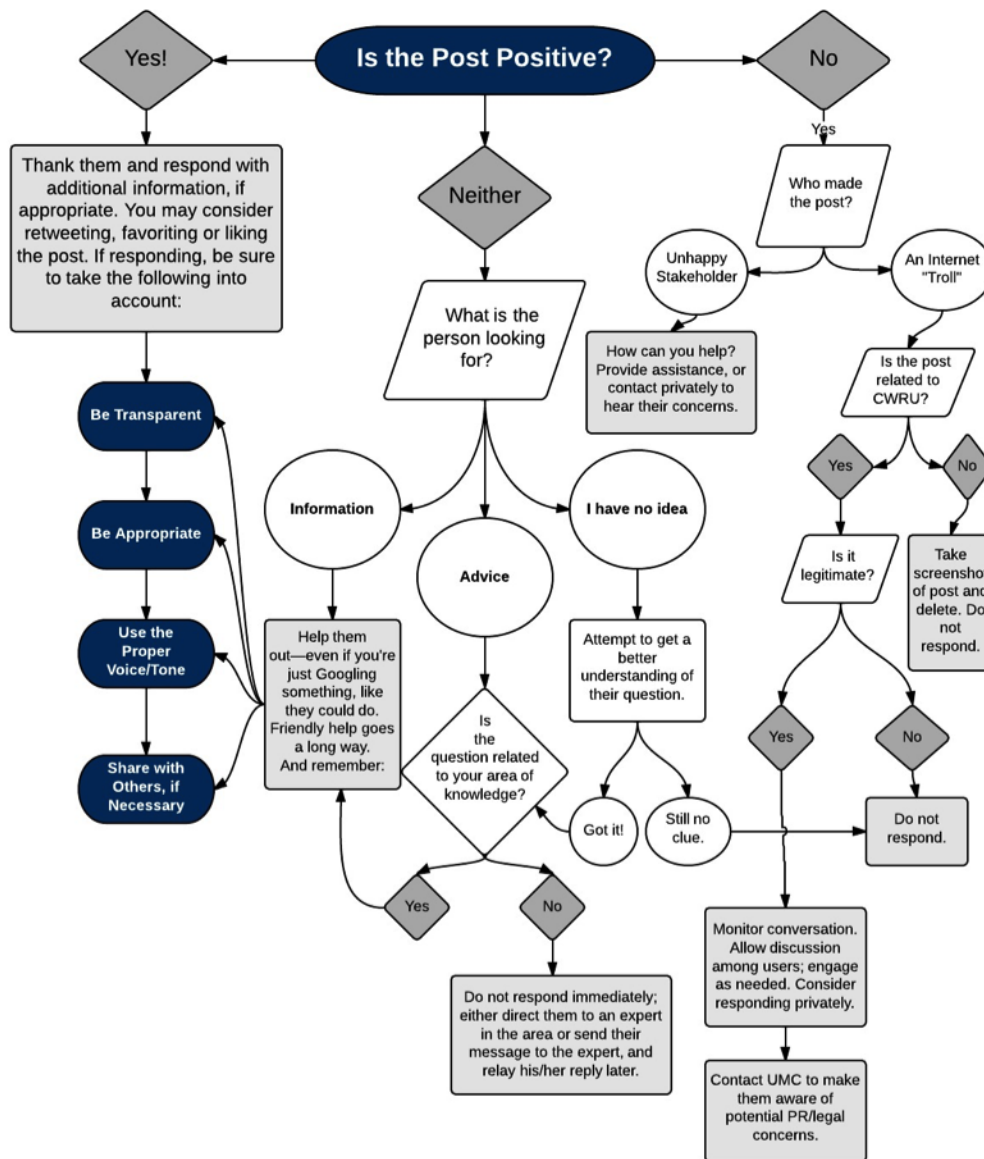 Is the Post Positive?
Yes!
No
Thank them and respond with
additional information, if
appropriate. You may consider
retweeting, favoriting or liking
the post. If responding, be sure
to take the following into
account:
Be Transparent
Be Appropriate
Use the
Proper
Voice/Tone
Share with
Others, if
Necessary
Neither
What is the
person looking
for?
Information
Advice
I have no idea
Help them
out—even if you're
just Googling
something, like
they could do.
Friendly help goes
a long way.
And remember:
Is
the
question related
to your area of
knowledge?
Attempt to get a
better
understanding of
their question.
Got it!
Still no
clue.
Yes
No
Do not respond immediately;
either direct them to an expert
in the area or send their
message to the expert, and
relay his/her reply later.
Yes
Who made
the post?
Unhappy
Stakeholder
An Internet
"Troll"
How can you help?
Provide assistance, or
contact privately to
hear their concerns.
Is the post
related to
CWRU?
Yes
No
Is it
legitimate?
Take
screenshot
of post and
delete. Do
not
respond.
Yes
No
Do not
respond.
Monitor conversation.
Allow discussion
among users; engage
as needed. Consider
responding privately.
Contact UMC to make
them aware of
potential PR/legal
concerns.